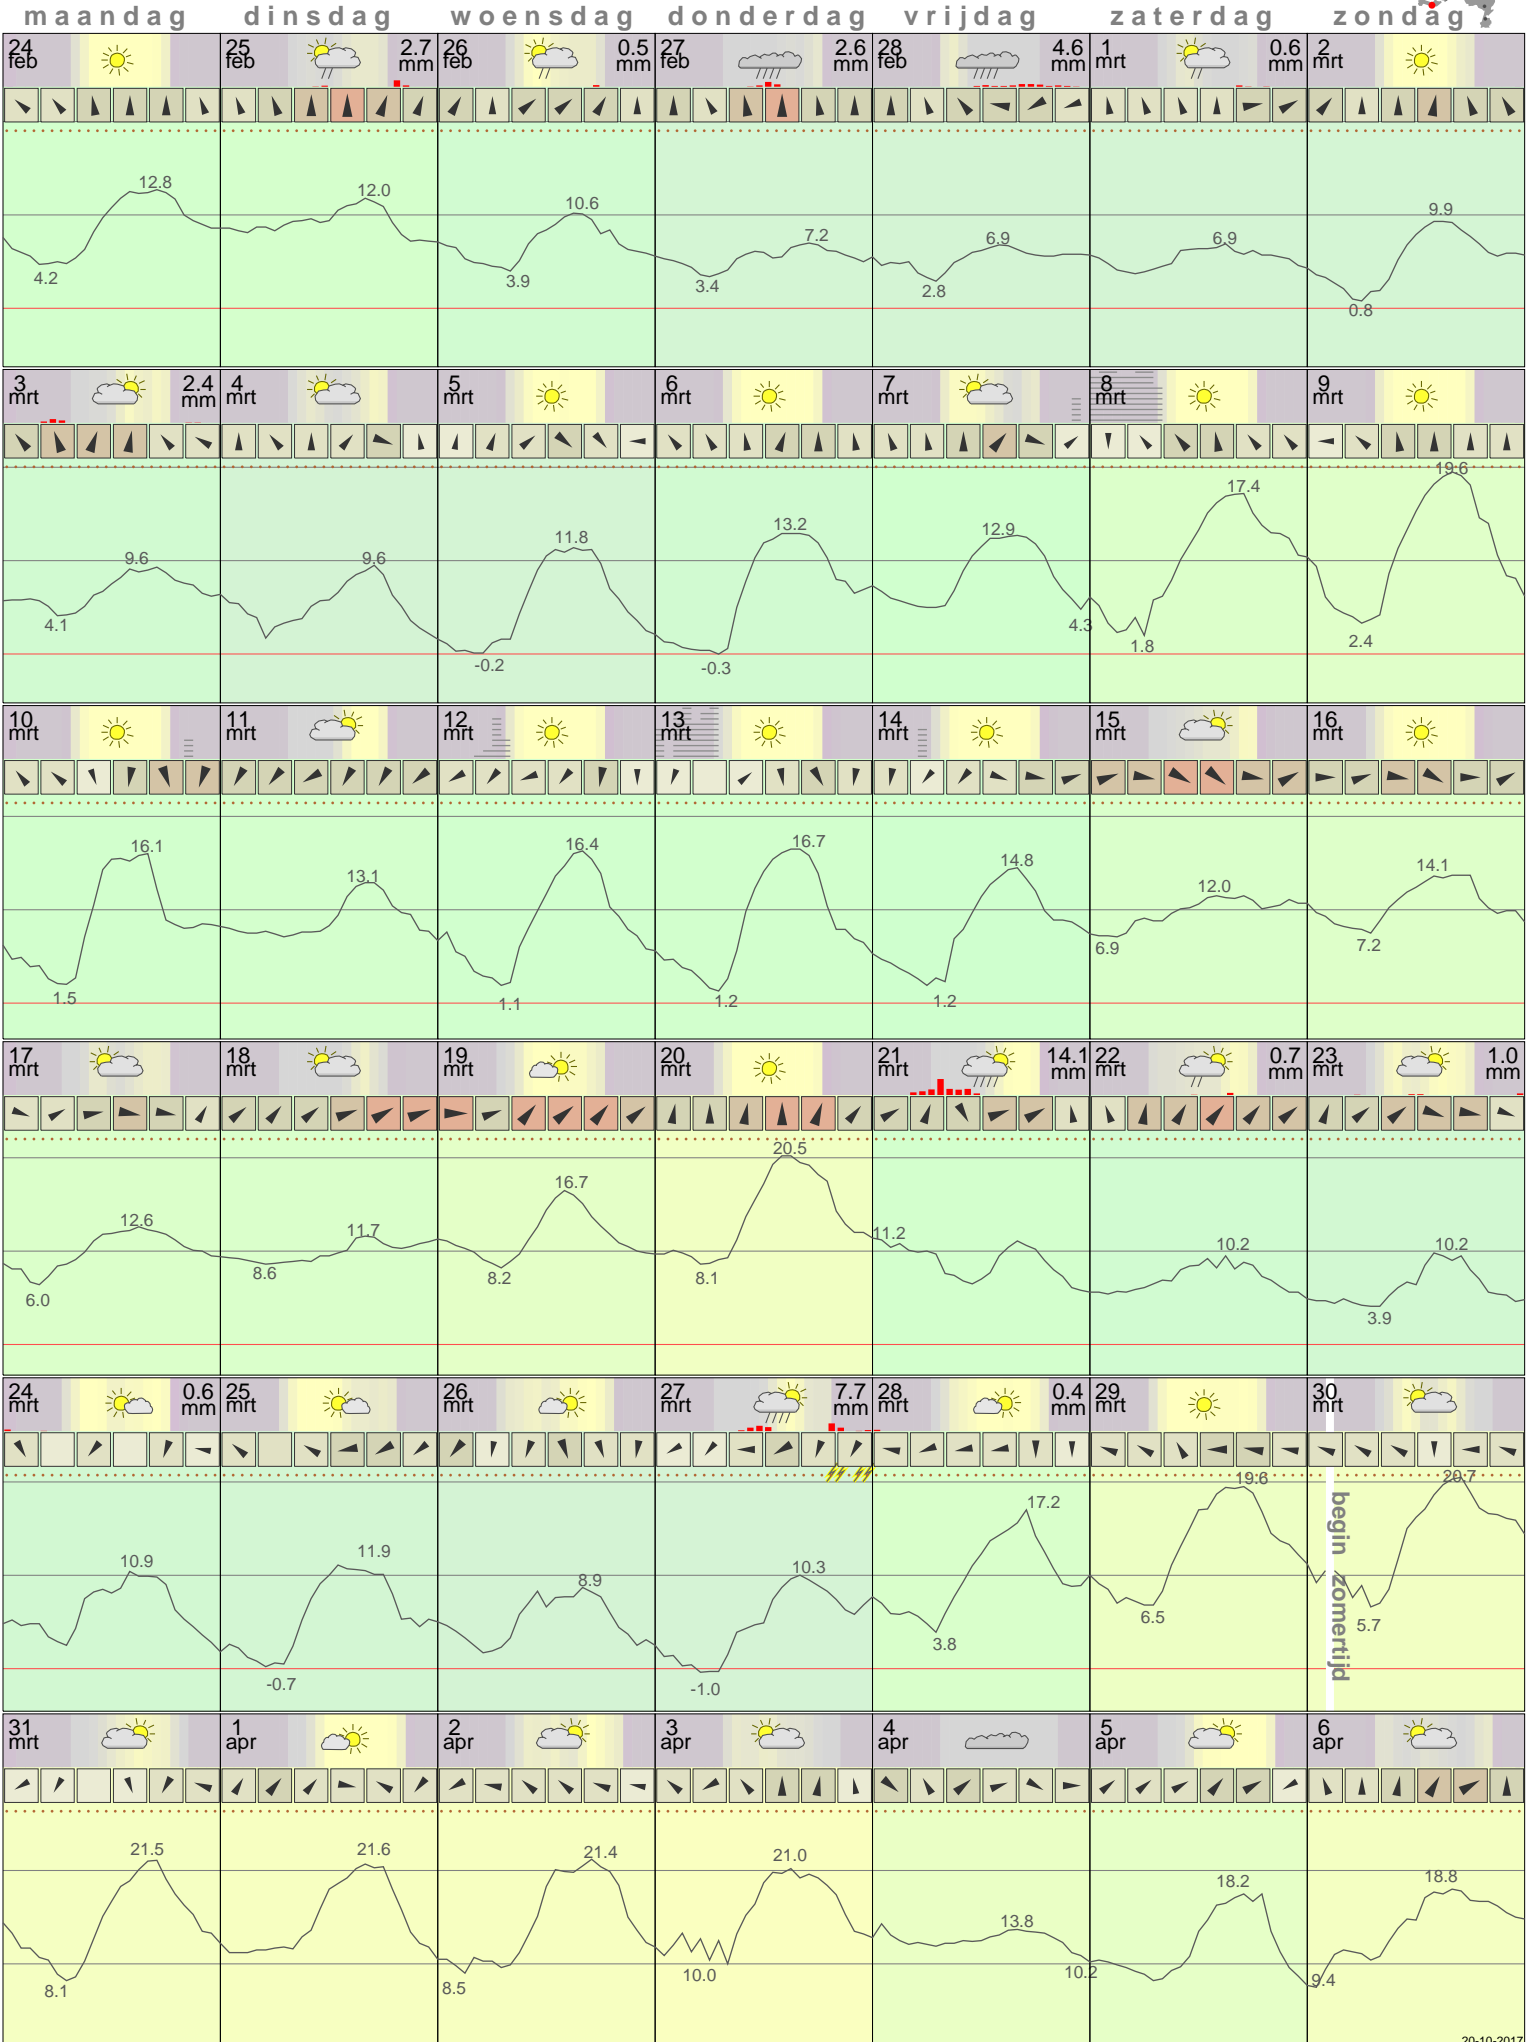 maandag dinsdag woensdag donderdag vrijdag zaterdag zondag
24 feb 25 feb 2.7 mm 26 feb 0.5 mm 27 feb 2.6 mm 28 feb 4.6 mm 1 mrt 0.6 mm 2 mrt
12.8 12.0 10.6 7.2 6.9 6.9 9.9
4.2 3.9 3.4 2.8 0.8
3 mrt 2.4 mm 4 mrt 5 mrt 6 mrt 7 mrt 8 mrt 9 mrt
9.6 9.6 11.8 13.2 12.9 17.4 19.6
4.1 -0.2 -0.3 4.3 1.8 2.4
10 mrt 11 mrt 12 mrt 13 mrt 14 mrt 15 mrt 16 mrt
16.1 13.1 16.4 16.7 14.8 12.0 14.1
1.5 1.1 1.2 1.2 6.9 7.2
17 mrt 18 mrt 19 mrt 20 mrt 21 mrt 14.1 mm 22 mrt 0.7 mm 23 mrt 1.0 mm
12.6 11.7 16.7 20.5 11.2 10.2 10.2
6.0 8.6 8.2 8.1 3.9
24 mrt 0.6 mm 25 mrt 26 mrt 27 mrt 7.7 mm 28 mrt 0.4 mm 29 mrt 30 mrt
10.9 11.9 8.9 10.3 17.2 19.6 20.7
-0.7 -1.0 3.8 6.5 5.7
begin zomertijd
31 mrt 1 apr 2 apr 3 apr 4 apr 5 apr 6 apr
21.5 21.6 21.4 21.0 13.8 18.2 18.8
8.1 8.5 10.0 10.2 9.4
20-10-2017